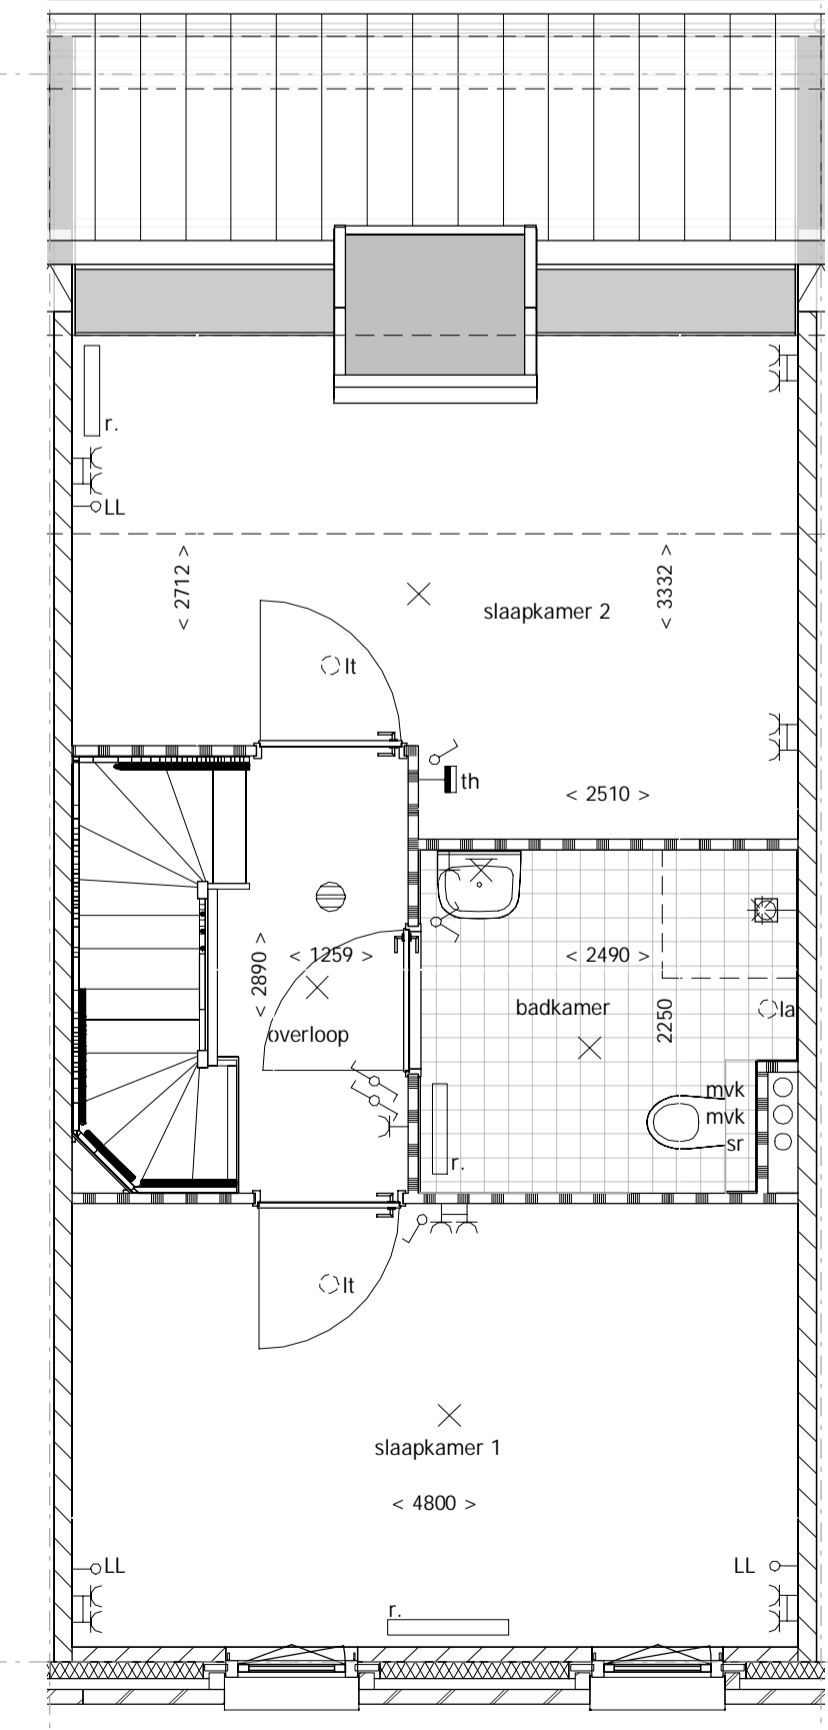 r.
LL
< 2712 >
< 3332 >
slaapkamer 2
lt
th
< 2510 >
< 2890 >
< 1259 >
< 2490 >
overloop
badkamer
2250
la
mvk
mvk
sr
r.
lt
slaapkamer 1
< 4800 >
LL
LL
r.